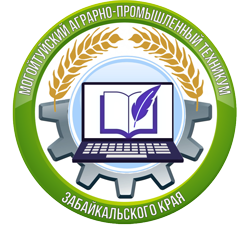 МОГОЙТУЙСКИЙ АГРАРНО-ПРОМЫШЛЕННЫЙ ТЕХНИКУМ
ЗАБАЙКАЛЬСКОГО КРАЯ